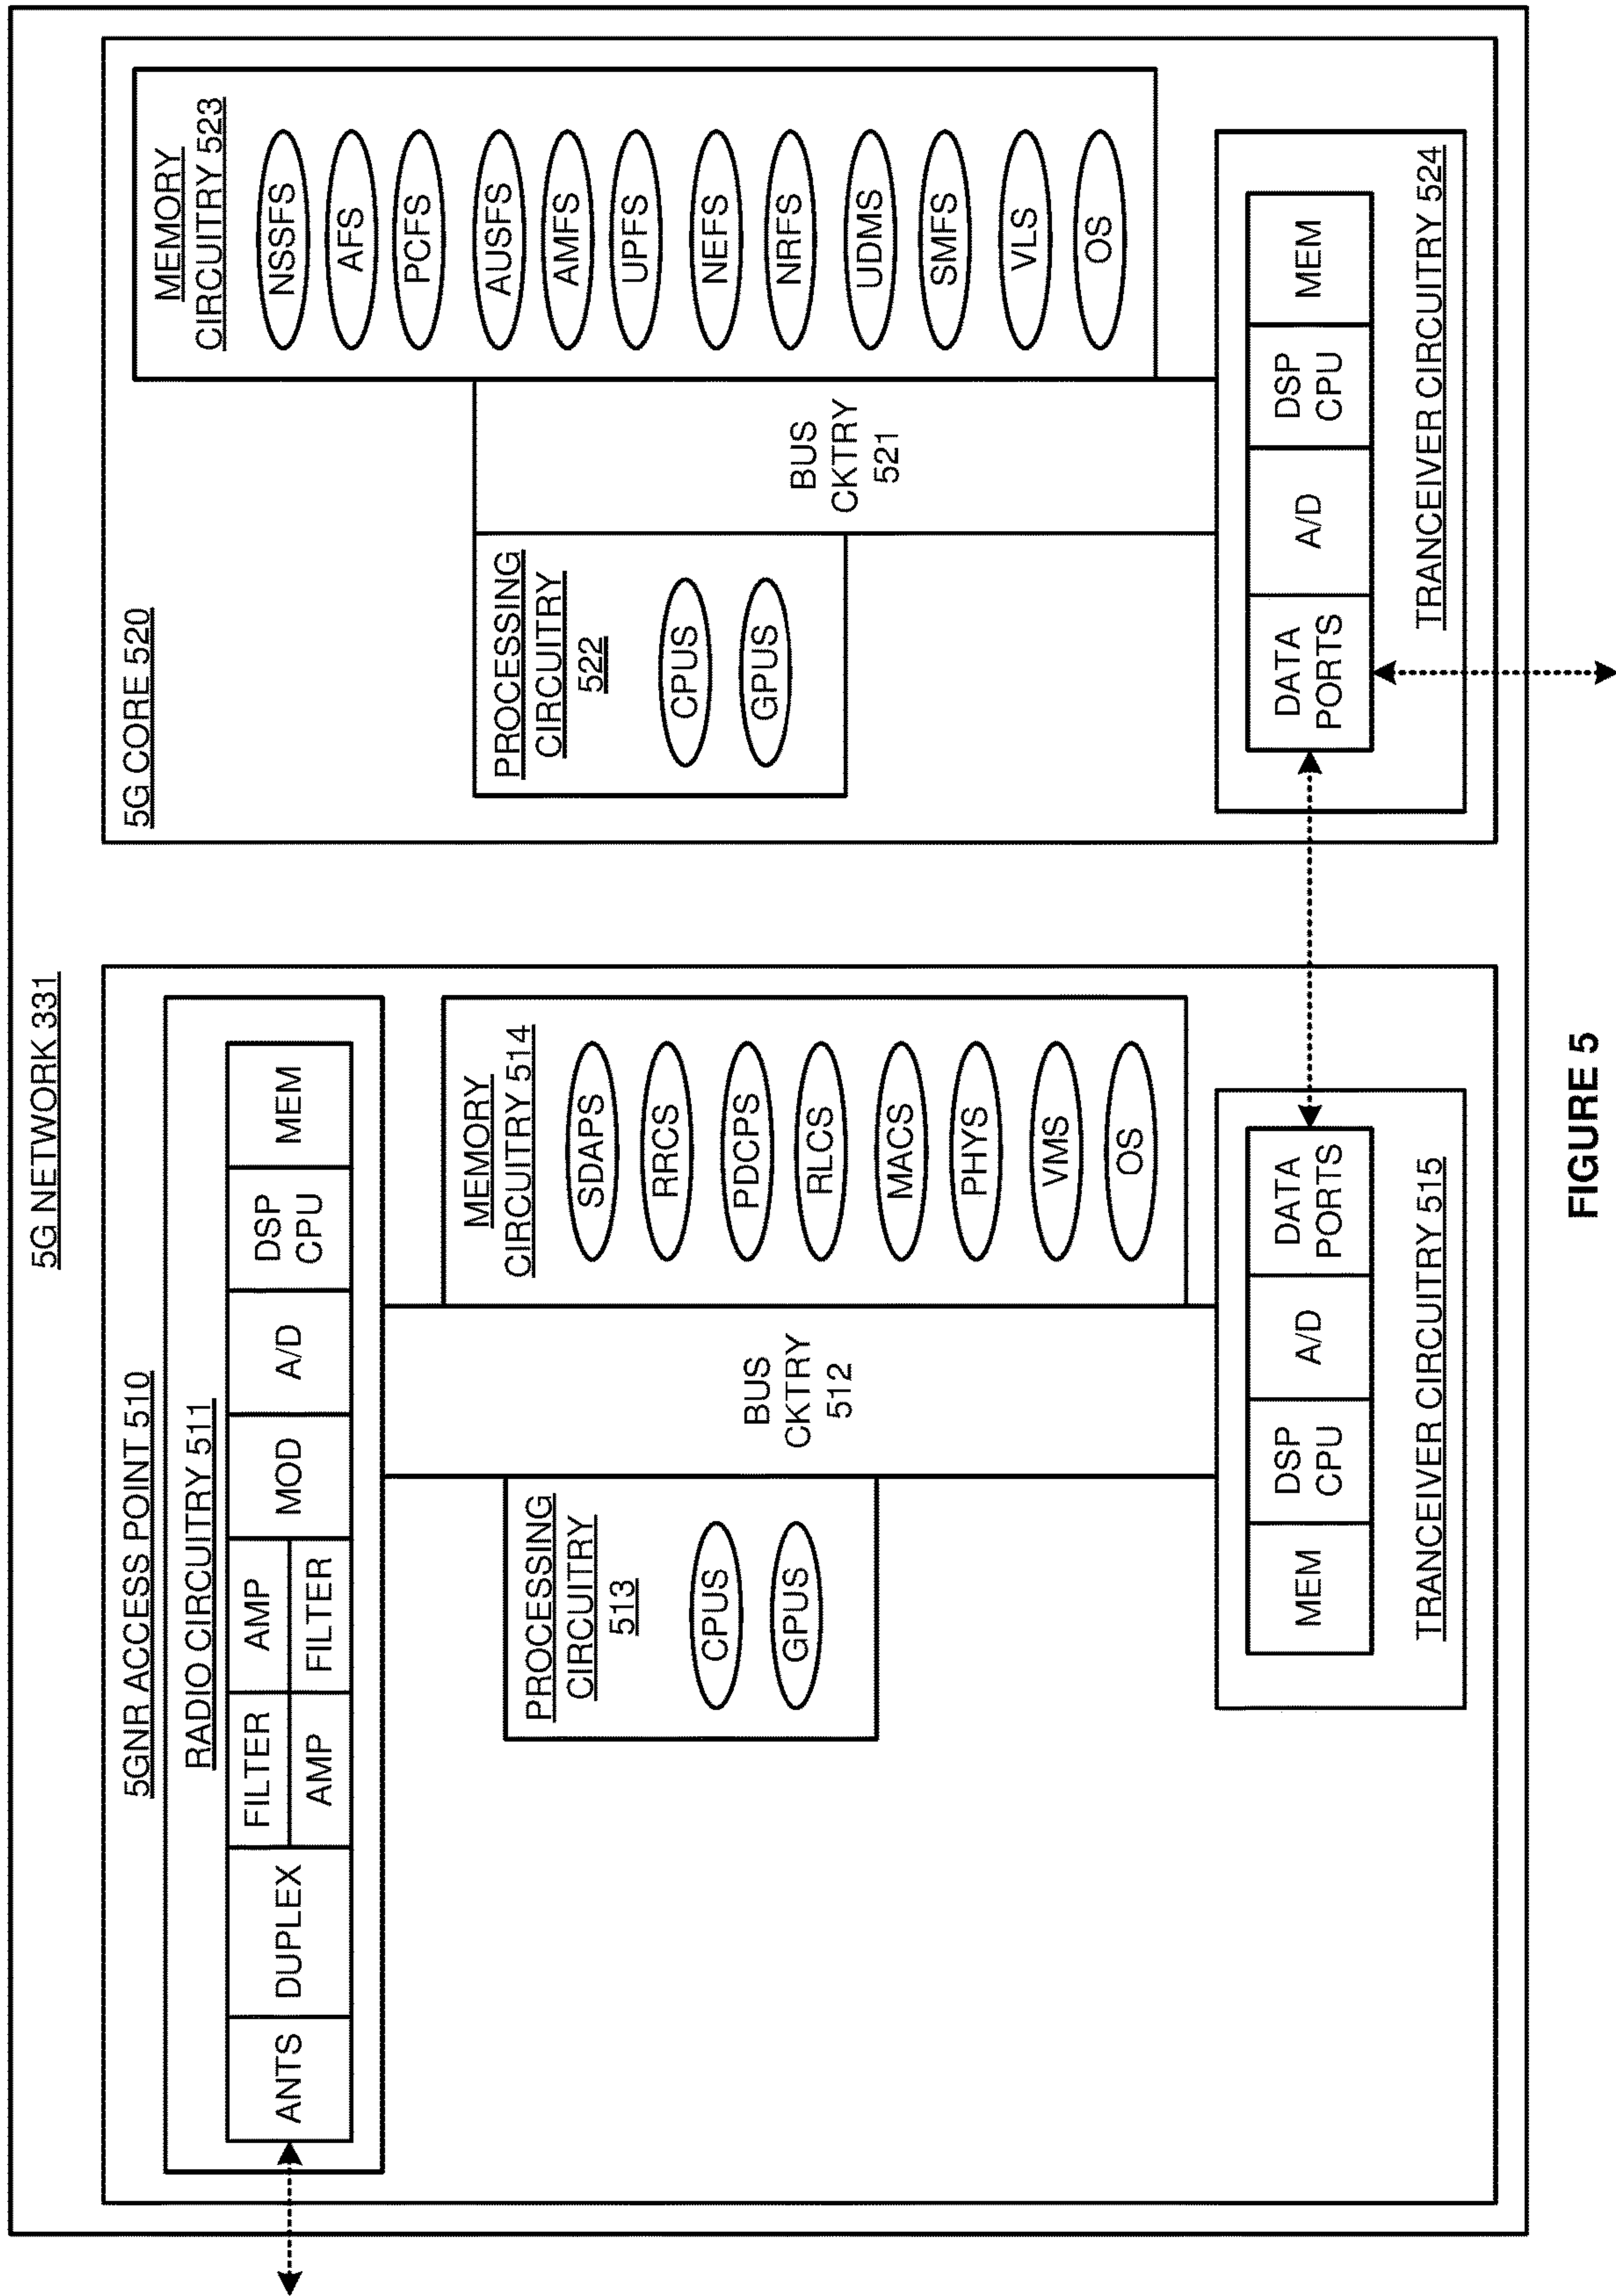 5G NETWORK 331
5GNR ACCESS POINT 510
RADIO CIRCUITRY 511
ANTS
DUPLEX
FILTER
AMP
AMP
FILTER
MOD
A/D
DSP
CPU
MEM
PROCESSING
CIRCUITRY
513
CPUS
GPUS
BUS
CKTRY
512
MEMORY
CIRCUITRY 514
SDAPS
RRCS
PDCPS
RLCS
MACS
PHYS
VMS
OS
MEM
DSP
CPU
A/D
DATA
PORTS
TRANCEIVER CIRCUITRY 515
5G CORE 520
PROCESSING
CIRCUITRY
522
CPUS
GPUS
BUS
CKTRY
521
MEMORY
CIRCUITRY 523
NSSFS
AFS
PCFS
AUSFS
AMFS
UPFS
NEFS
NRFS
UDMS
SMFS
VLS
OS
DATA
PORTS
A/D
DSP
CPU
MEM
TRANCEIVER CIRCUITRY 524
FIGURE 5